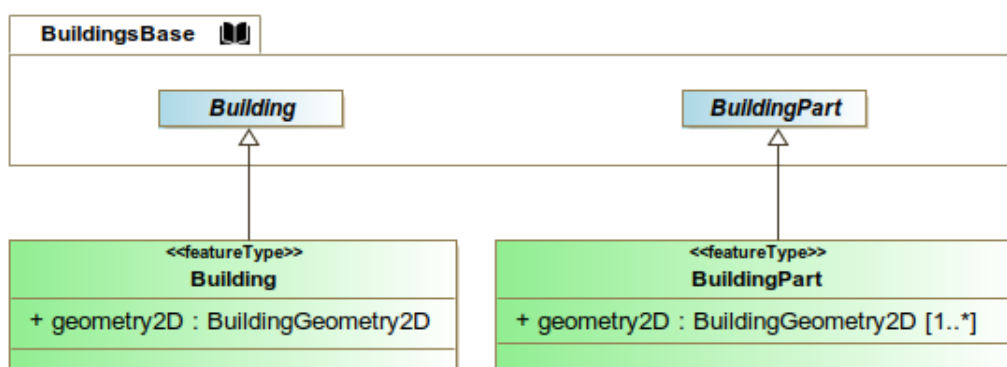 BuildingsBase
Building
BuildingPart
<<featureType>>
Building
+ geometry2D : BuildingGeometry2D
<<featureType>>
BuildingPart
+ geometry2D : BuildingGeometry2D [1..*]